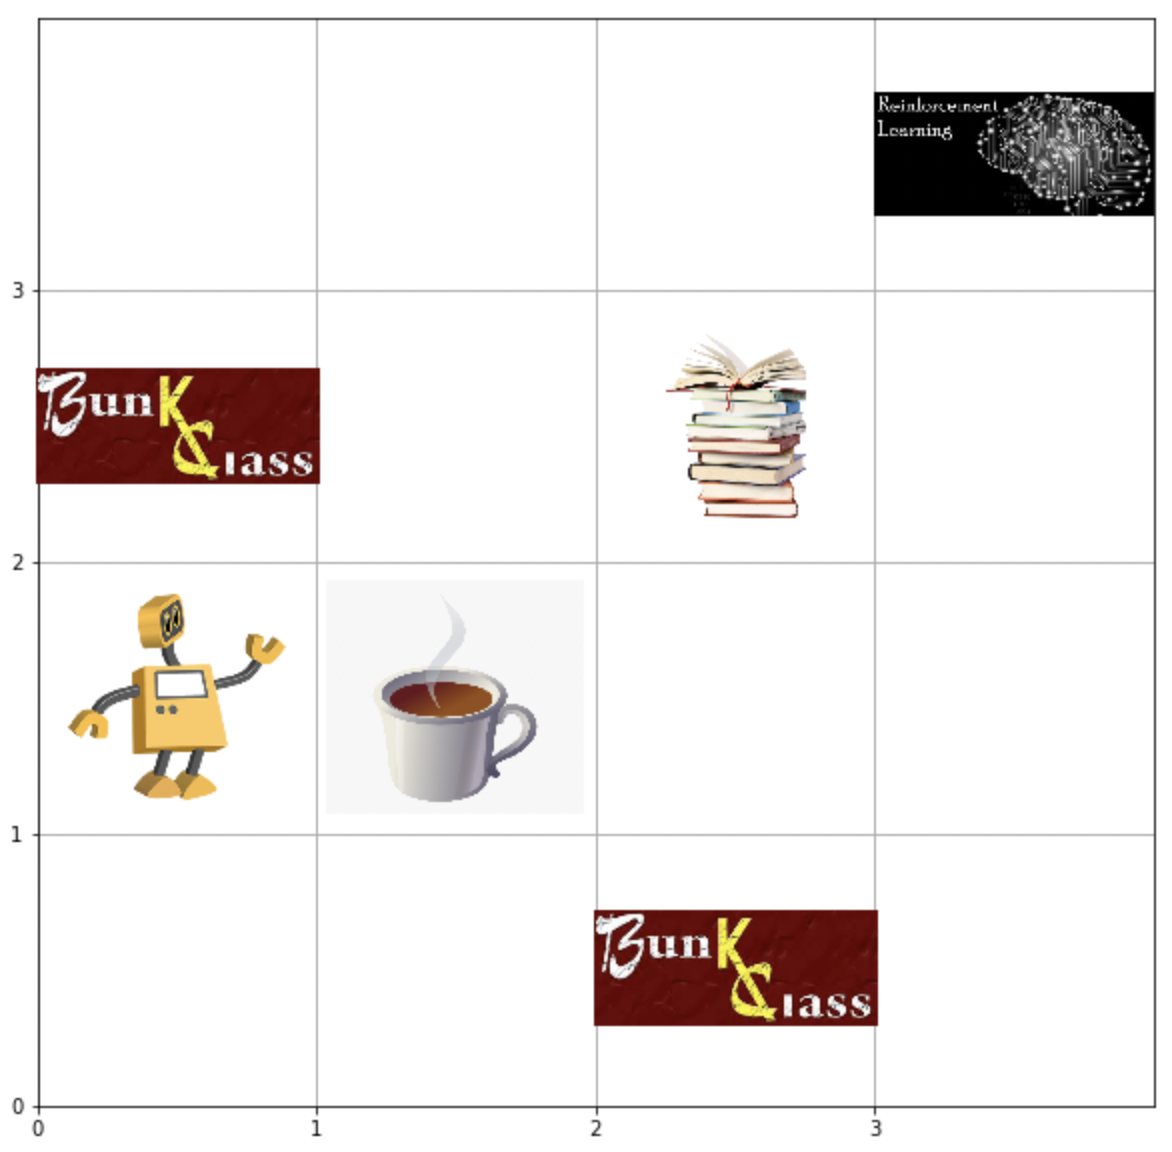 Reinforcement
Learning
3
BunK
Class
2
1
BunK
Class
0
0 1 2 3